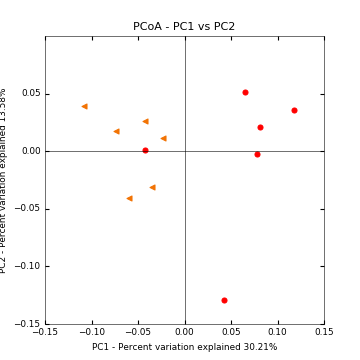 PCoA - PC1 vs PC2
PC2 - Percent variation explained 13.58%
0.05
0.00
−0.05
−0.10
−0.15
−0.15 −0.10 −0.05 0.00 0.05 0.10 0.15
PC1 - Percent variation explained 30.21%